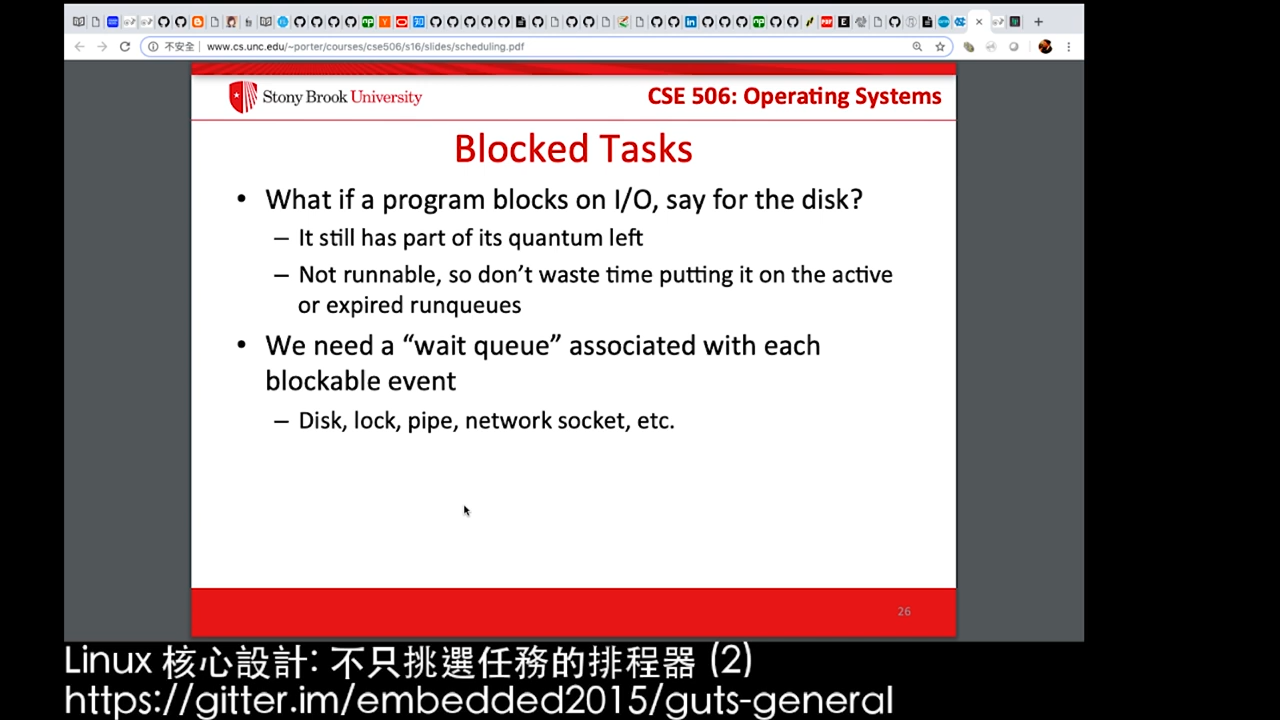 不安全
www.cs.unc.edu/~porter/courses/cse506/s16/slides/scheduling.pdf
Stony Brook University
CSE 506: Operating Systems
Blocked Tasks
• What if a program blocks on I/O, say for the disk?
– It still has part of its quantum left
– Not runnable, so don’t waste time putting it on the active
or expired runqueues
• We need a “wait queue” associated with each
blockable event
– Disk, lock, pipe, network socket, etc.
26
Linux 核心設計: 不只挑選任務的排程器 (2)
https://gitter.im/embedded2015/guts-general